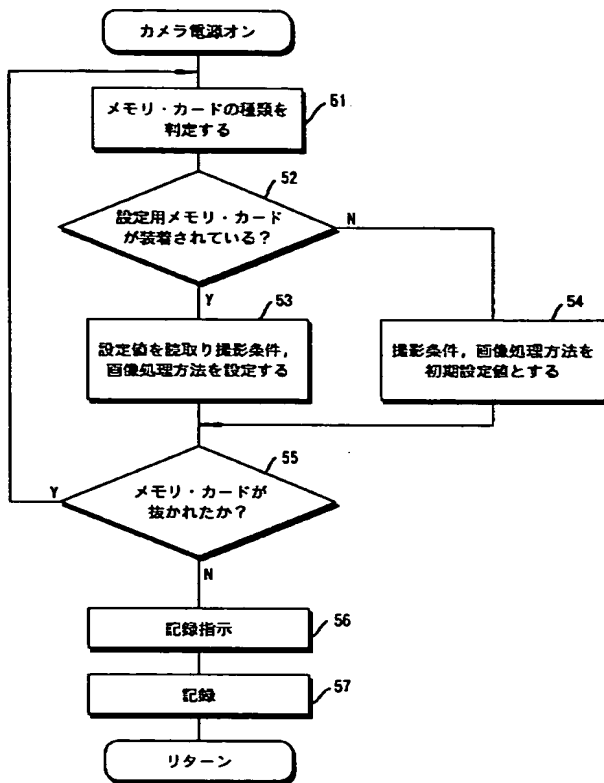 カメラ電源オン
メモリ・カードの種類を
判定する
51
設定用メモリ・カード
が装着されている?
52
N
Y
設定値を読取り撮影条件,
画像処理方法を設定する
53
撮影条件,画像処理方法を
初期設定値とする
54
メモリ・カードが
抜かれたか?
55
Y
N
記録指示
56
記録
57
リターン